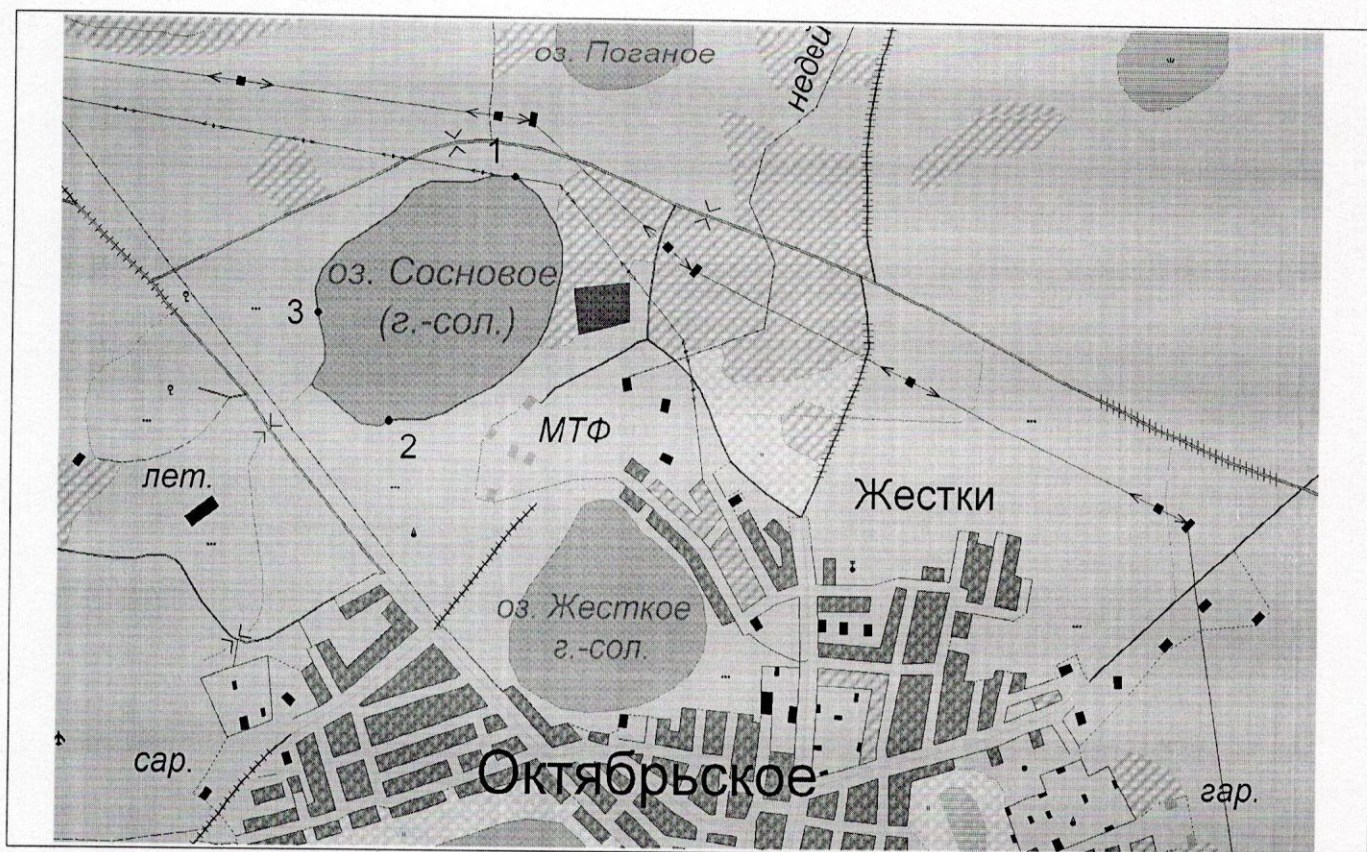 оз. Поганое
недей
1
оз. Сосновое
(г.-сол.)
3
2
МТФ
лет.
Жестки
оз. Жесткое
г.-сол.
сар.
Октябрьское
гар.